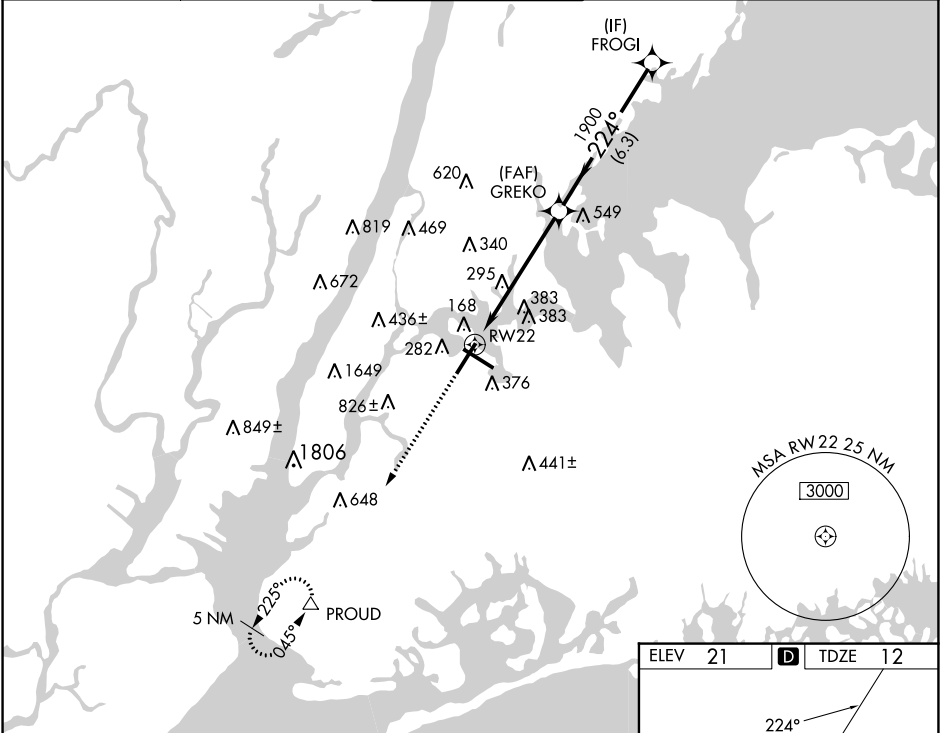 (IF)
FROGI
1900
224°
(6.3)
(FAF)
GREKO
620
549
819
469
340
295
672
383
383
168
436±
RW22
282
1649
376
826±
849±
1806
441±
648
MSA RW22 25 NM
3000
225°
5 NM
045°
PROUD
ELEV 21 D TDZE 12
224°